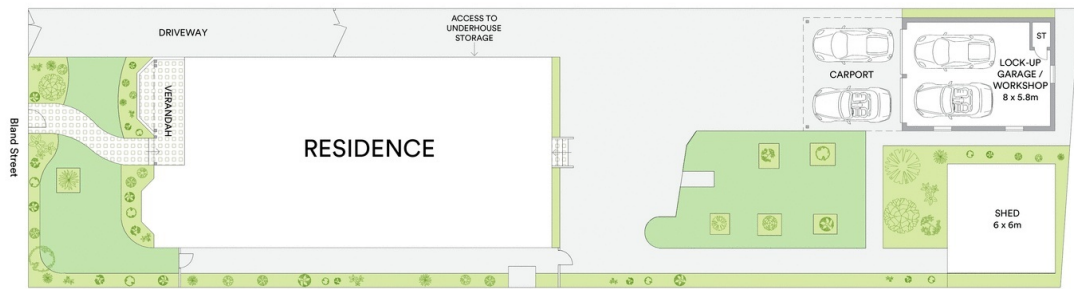 DRIVEWAY
ACCESS TO
UNDERHOUSE
STORAGE
ST
CARPORT
LOCK-UP
GARAGE /
WORKSHOP
8 x 5.8m
VERANDAH
Bland Street
RESIDENCE
SHED
6 x 6m